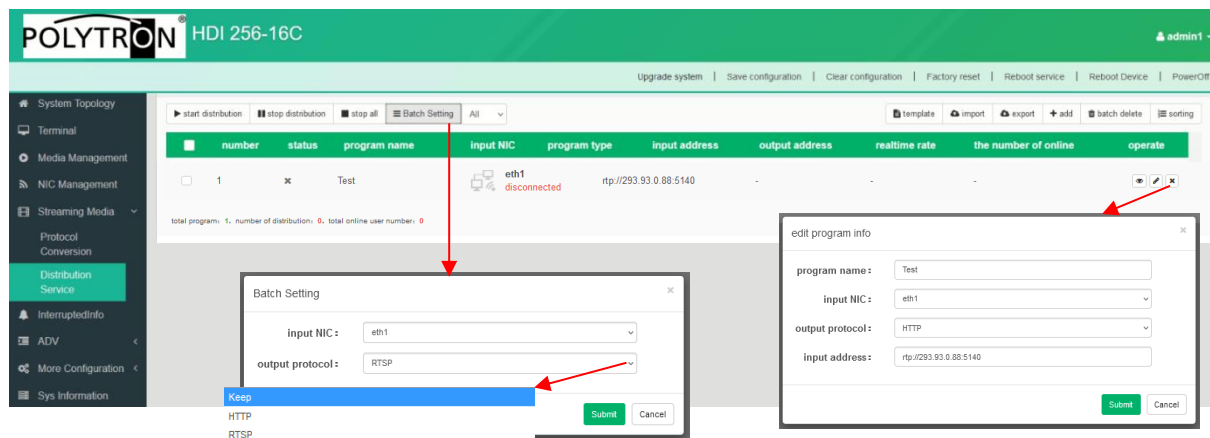 POLYTRON® HDI 256-16C
admin1
Upgrade system | Save configuration | Clear configuration | Factory reset | Reboot service | Reboot Device | PowerOff
System Topology
Terminal
Media Management
NIC Management
Streaming Media
Protocol
Conversion
Distribution
Service
InterruptedInfo
ADV
More Configuration
Sys Information
start distribution stop distribution stop all Batch Setting All template import export add batch delete sorting
number status program name input NIC program type input address output address realtime rate the number of online operate
1 Test eth1 disconnected rtp://293.93.0.88:5140 - - -
total program: 1, number of distribution: 0, total online user number: 0
Batch Setting ×
input NIC: eth1
output protocol: RTSP
Keep
HTTP
RTSP
Submit Cancel
edit program info ×
program name: Test
input NIC: eth1
output protocol: HTTP
input address: rtp://293.93.0.88:5140
Submit Cancel